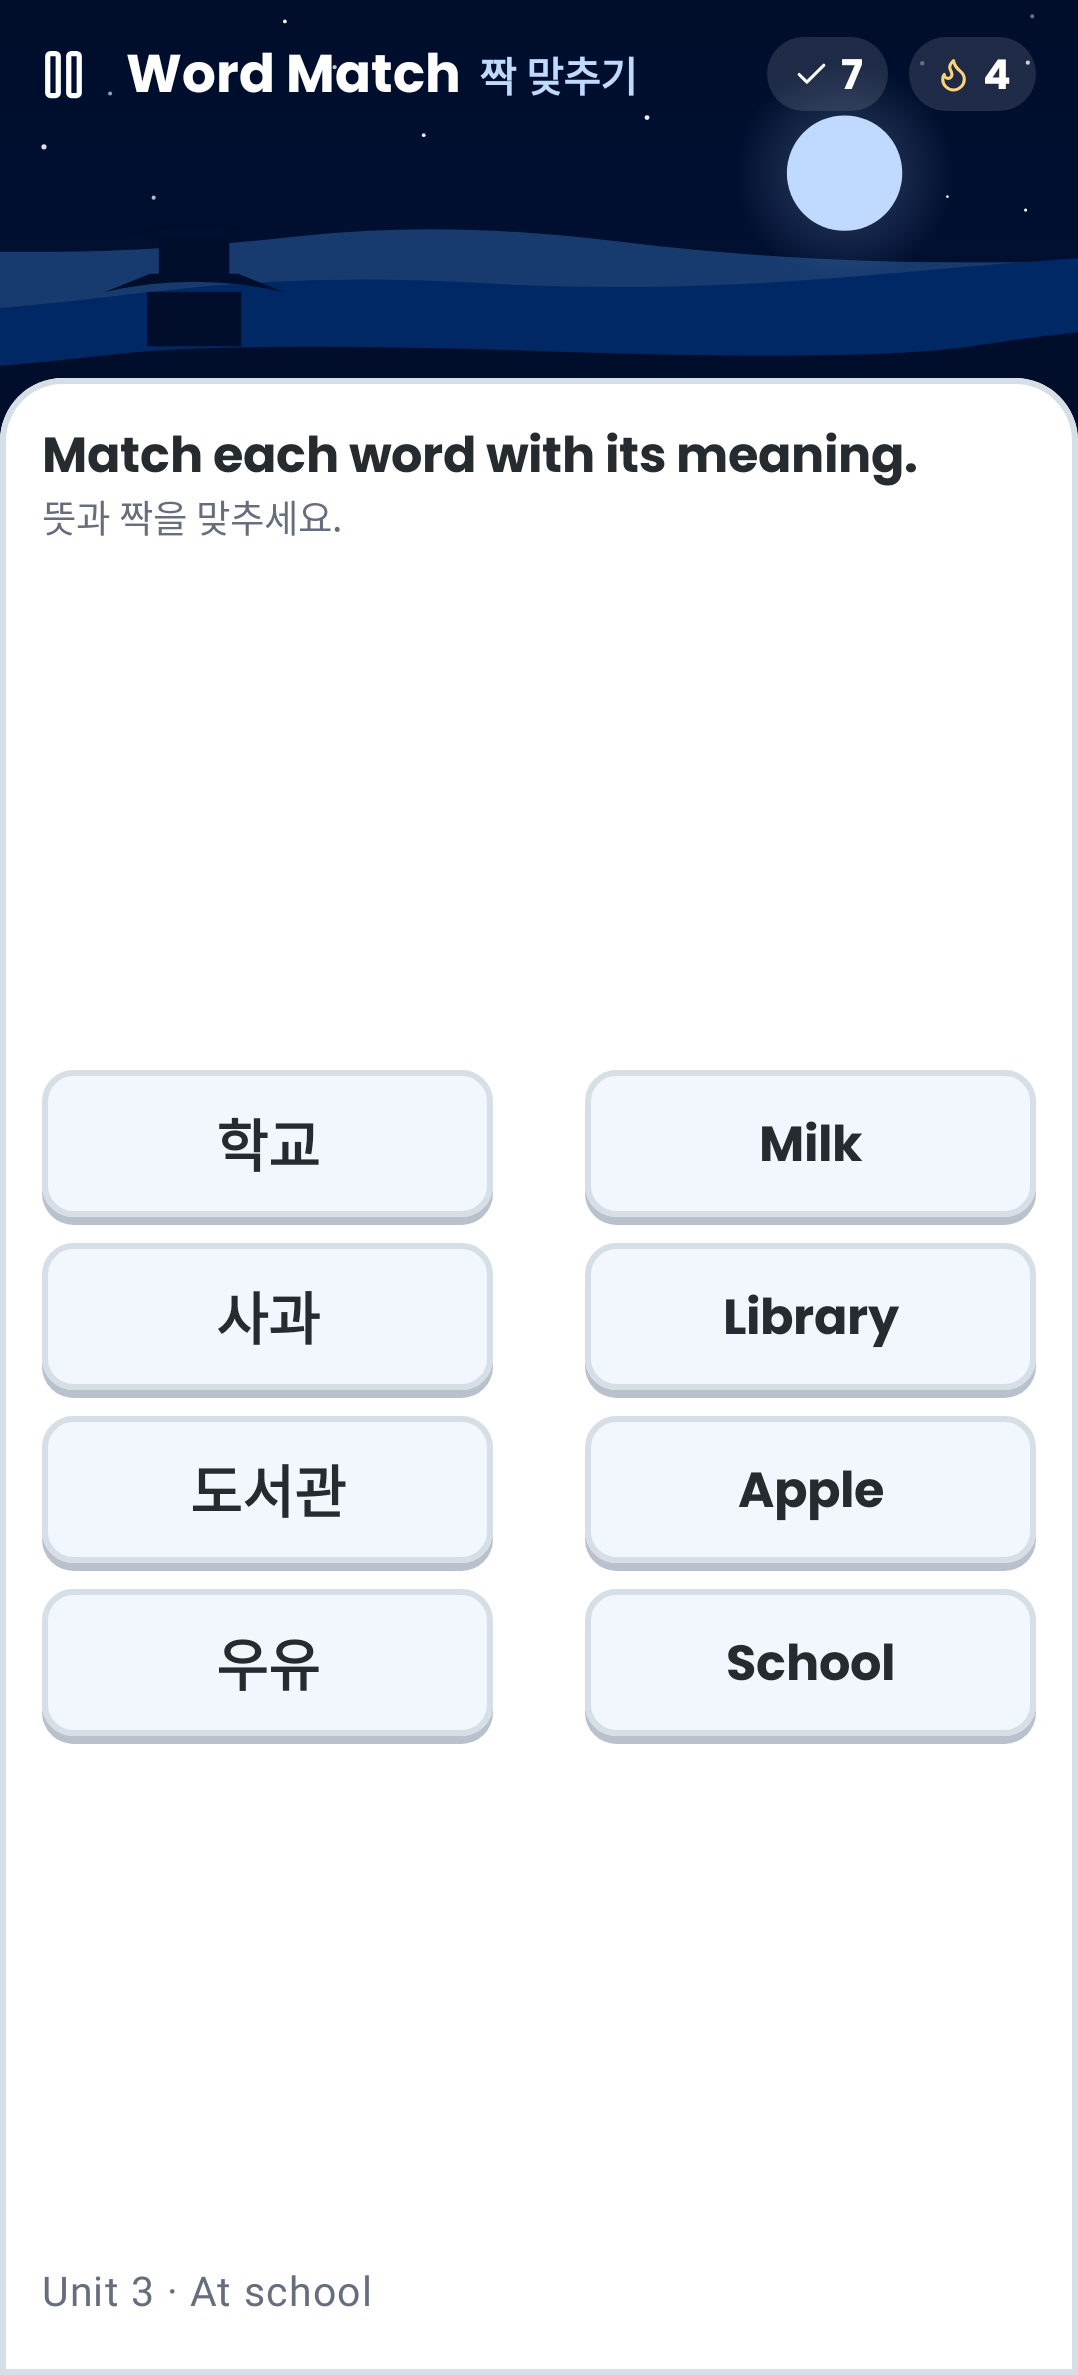 Word Match 짝 맞추기 7 4
Match each word with its meaning.
뜻과 짝을 맞추세요.
학교 Milk
사과 Library
도서관 Apple
우유 School
Unit 3 · At school